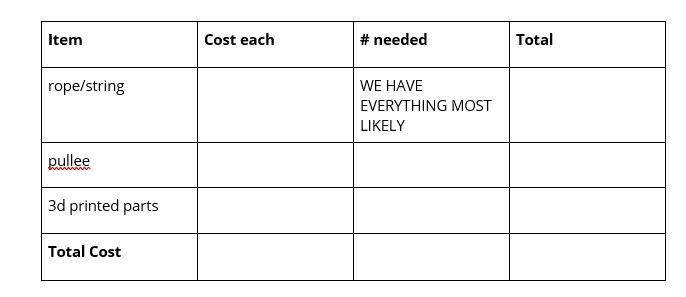 Item Cost each # needed Total
rope/string WE HAVE
EVERYTHING MOST
LIKELY
pullee
3d printed parts
Total Cost